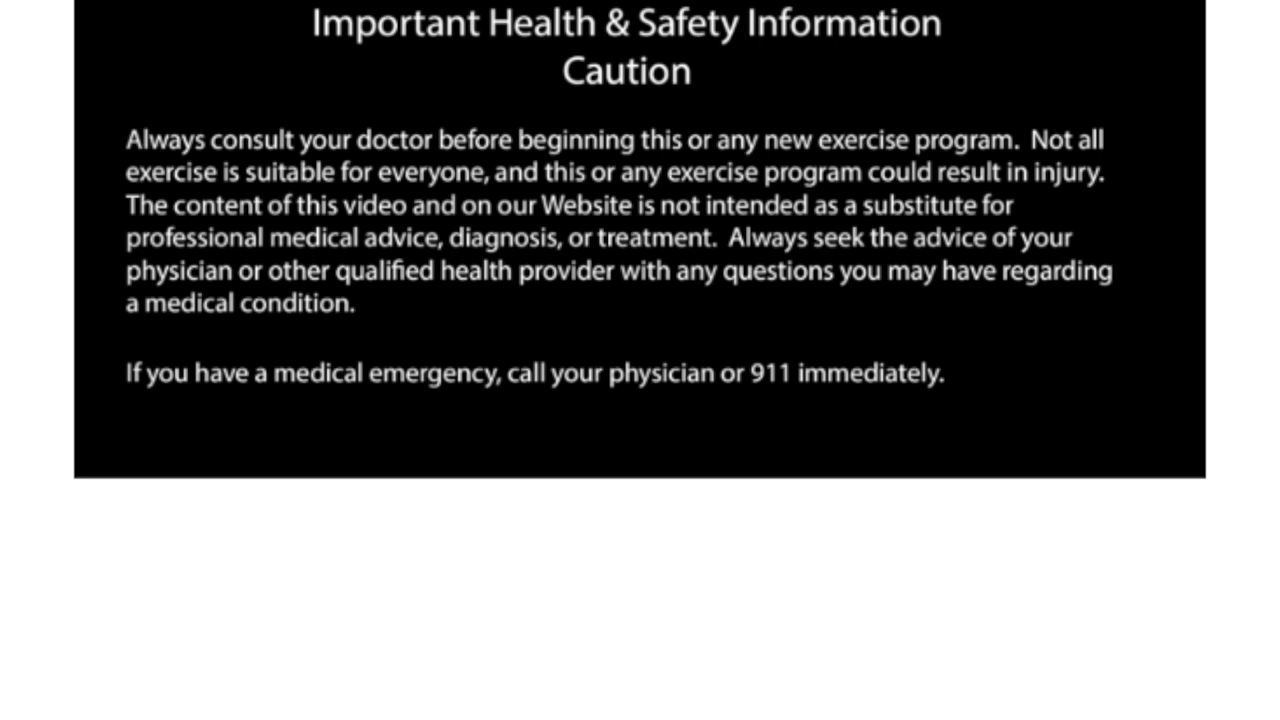 Important Health & Safety Information
Caution
Always consult your doctor before beginning this or any new exercise program.  Not all
exercise is suitable for everyone, and this or any exercise program could result in injury.
The content of this video and on our Website is not intended as a substitute for
professional medical advice, diagnosis, or treatment.  Always seek the advice of your
physician or other qualified health provider with any questions you may have regarding
a medical condition.
If you have a medical emergency, call your physician or 911 immediately.